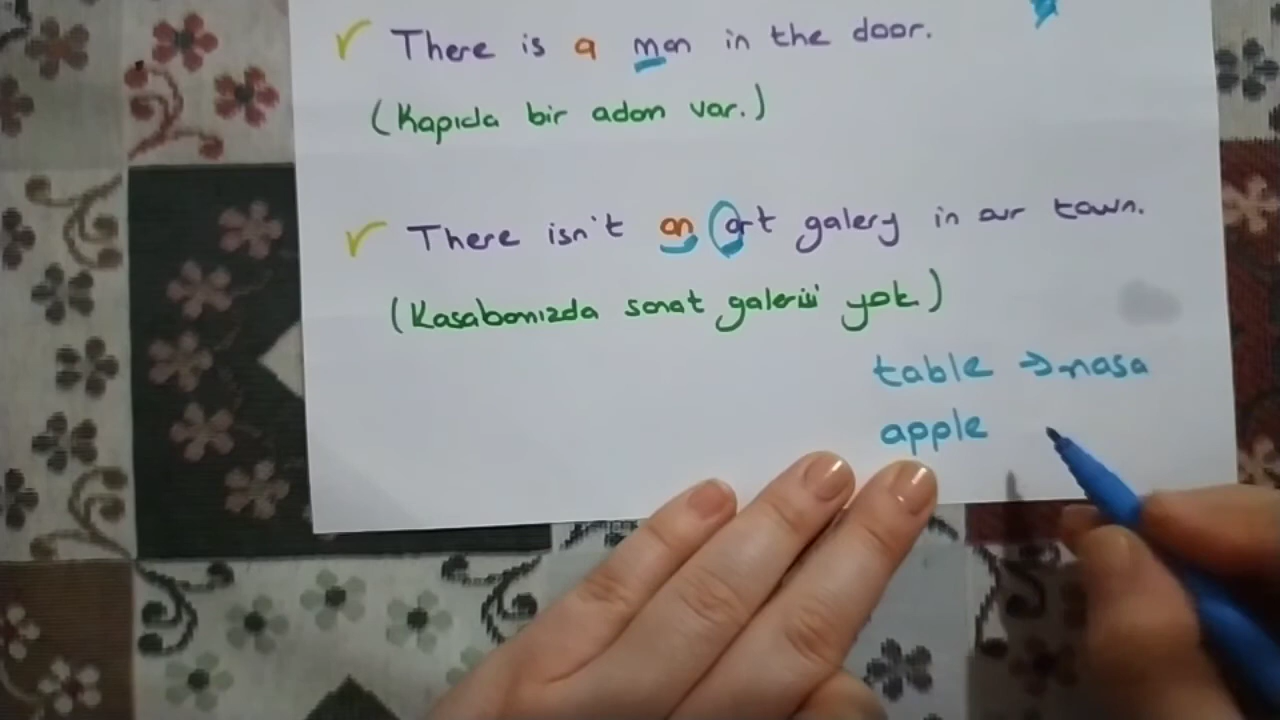 There is a man in the door.
(Kapıda bir adam var.)
There isn't an art galery in our town.
(Kasabamızda sanat galerisi yok)
table → masa
apple